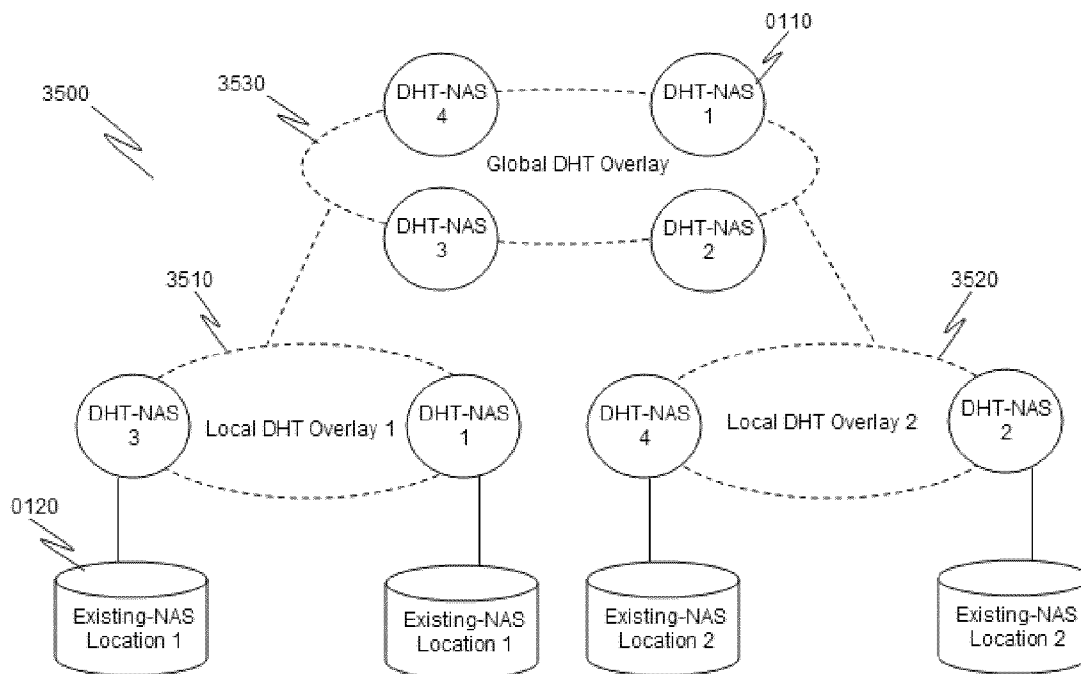 0110
3530
3500
DHT-NAS
4
DHT-NAS
1
Global DHT Overlay
DHT-NAS
3
DHT-NAS
2
3510
3520
DHT-NAS
3
Local DHT Overlay 1
DHT-NAS
1
DHT-NAS
4
Local DHT Overlay 2
DHT-NAS
2
0120
Existing-NAS
Location 1
Existing-NAS
Location 1
Existing-NAS
Location 2
Existing-NAS
Location 2